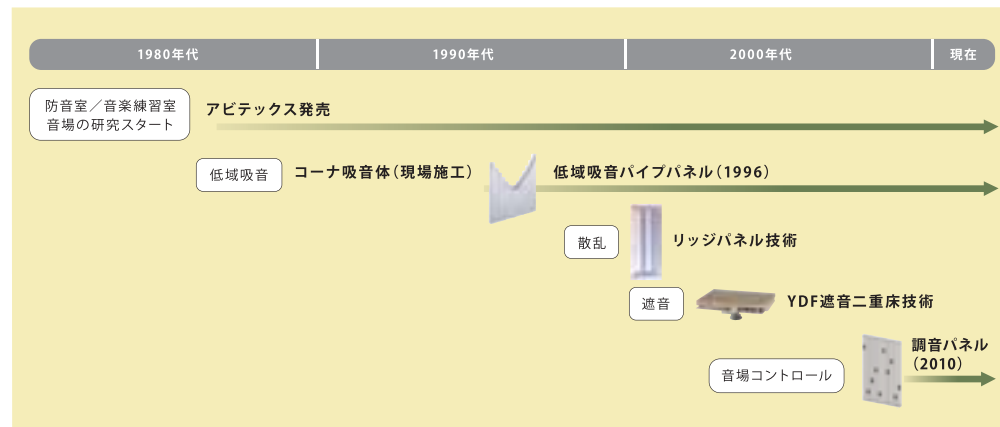 1980年代
1990年代
2000年代
現在
防音室／音楽練習室
音場の研究スタート
アビテックス発売
低域吸音
コーナ吸音体（現場施工）
低域吸音パイプパネル（1996）
散乱
リッジパネル技術
遮音
YDF遮音二重床技術
音場コントロール
調音パネル
（2010）